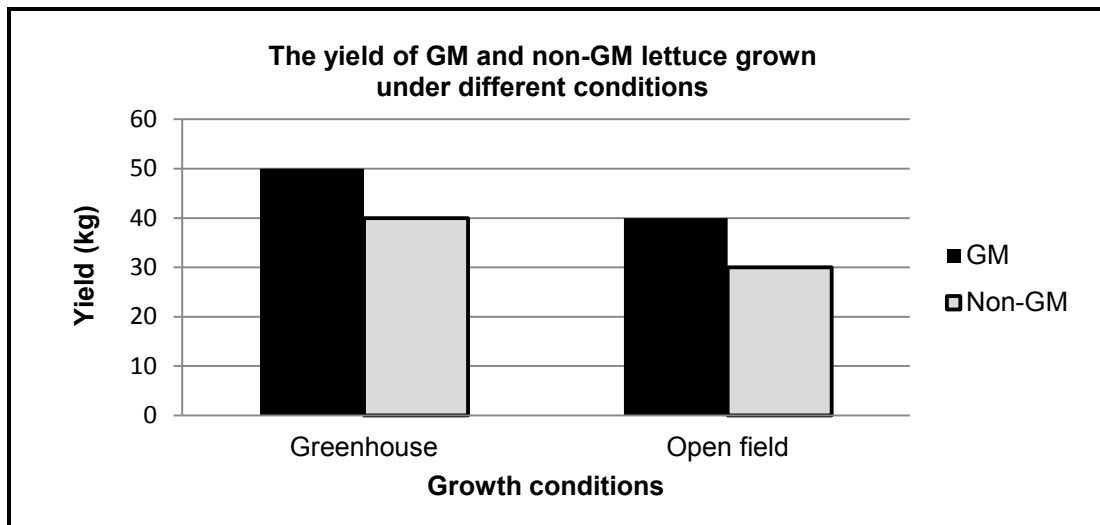 The yield of GM and non-GM lettuce grown
under different conditions
60
50
40
30
20
10
0
Yield (kg)
Greenhouse
Open field
Growth conditions
GM
Non-GM